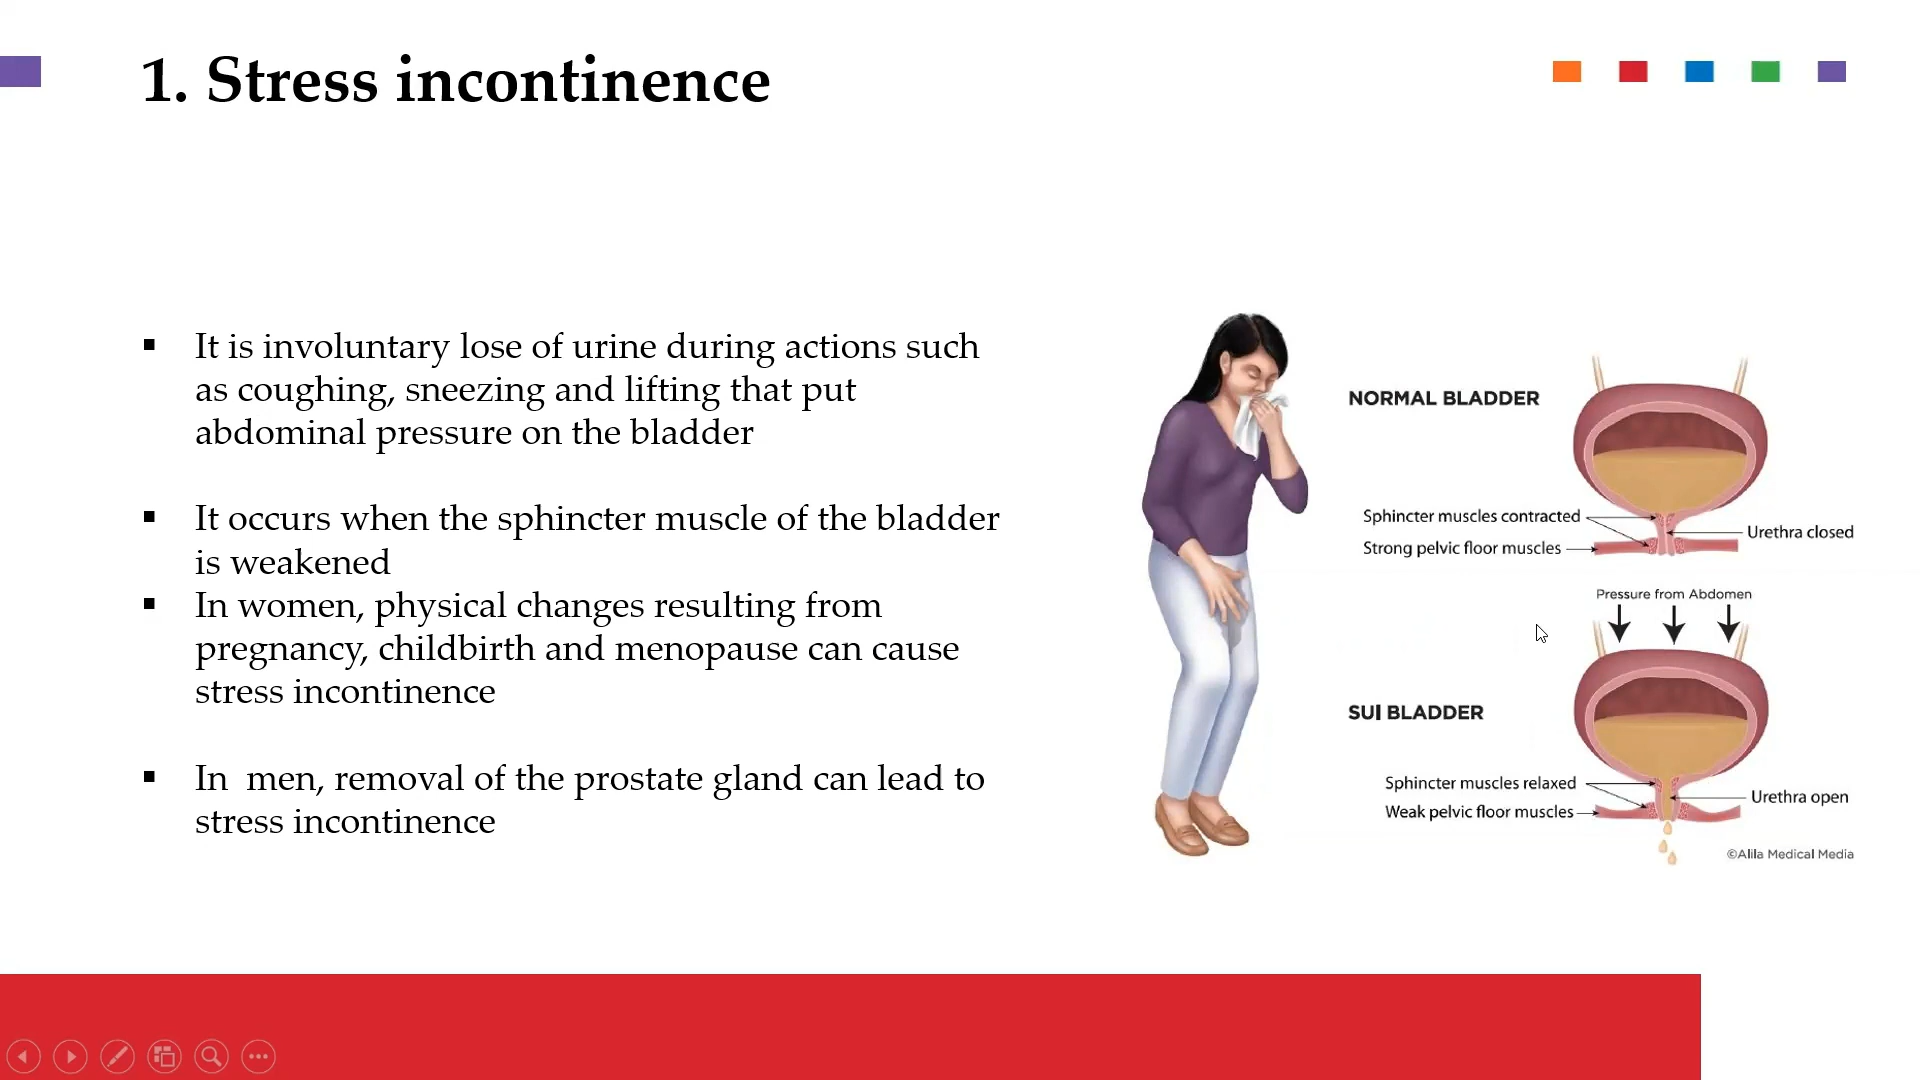 1. Stress incontinence
▪ It is involuntary lose of urine during actions such
as coughing, sneezing and lifting that put
abdominal pressure on the bladder
▪ It occurs when the sphincter muscle of the bladder
is weakened
▪ In women, physical changes resulting from
pregnancy, childbirth and menopause can cause
stress incontinence
▪ In  men, removal of the prostate gland can lead to
stress incontinence
NORMAL BLADDER
Sphincter muscles contracted
Urethra closed
Strong pelvic floor muscles
Pressure from Abdomen
SUI BLADDER
Sphincter muscles relaxed
Urethra open
Weak pelvic floor muscles
©Alila Medical Media